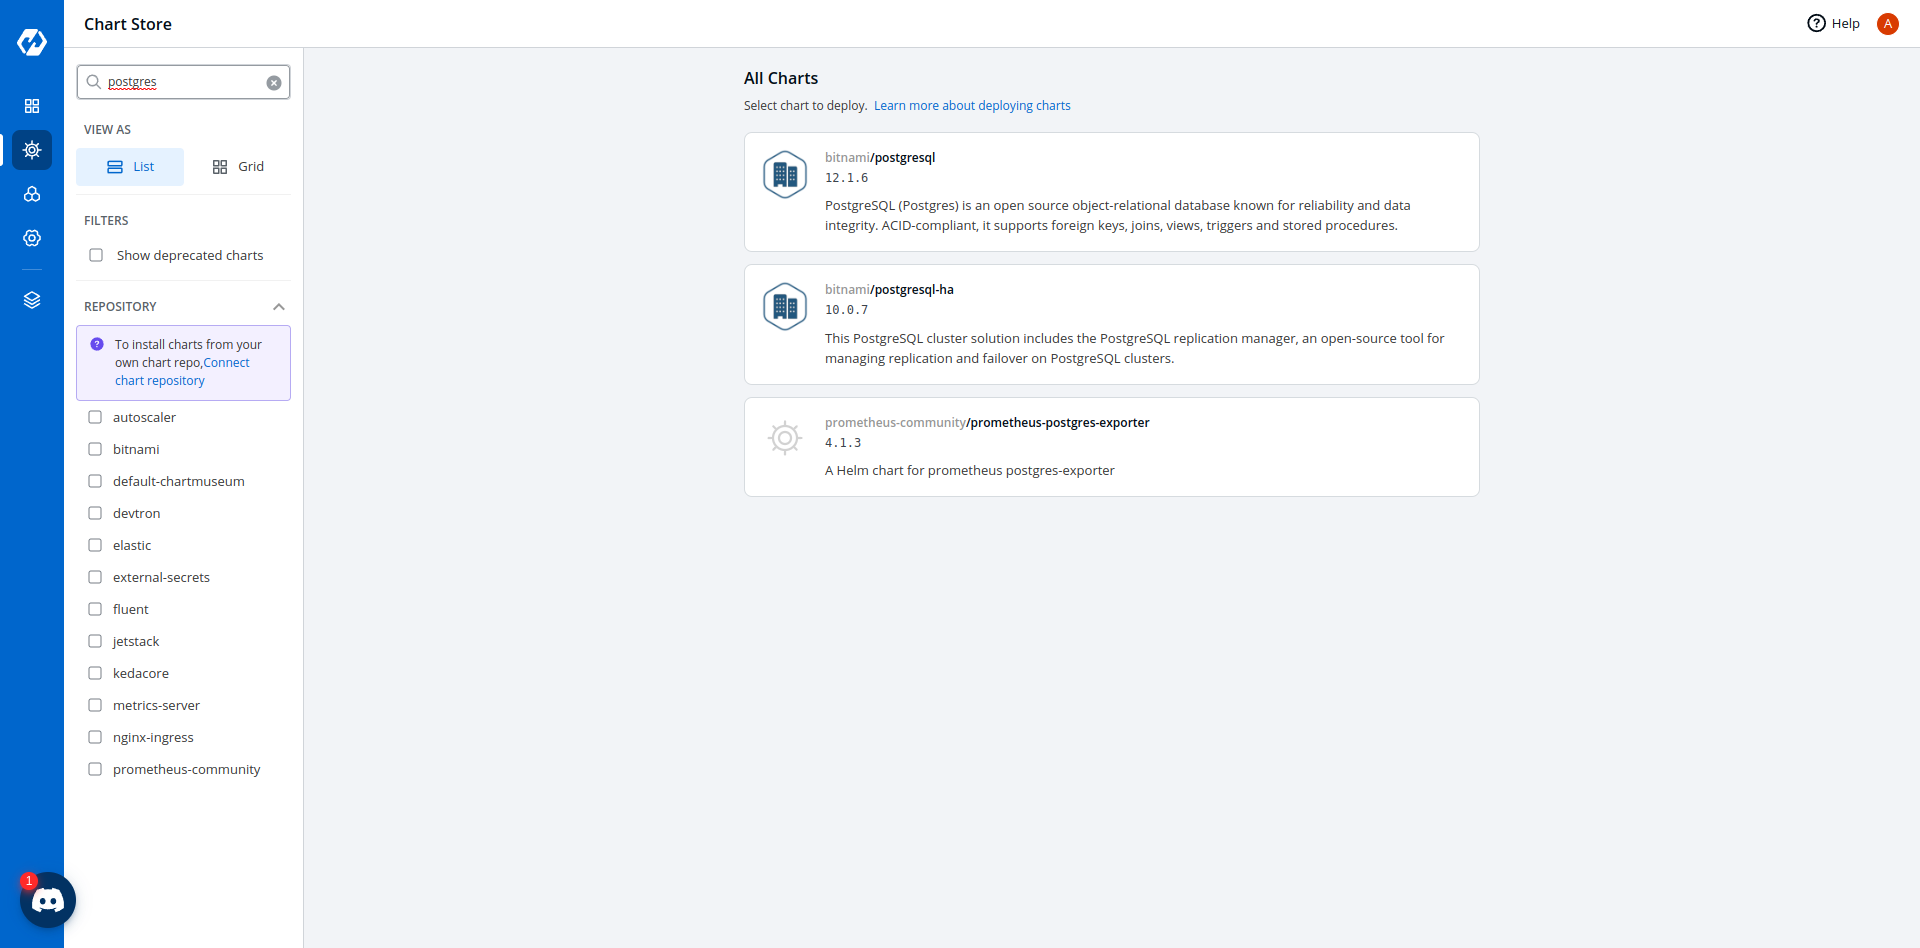 Chart Store
Help
A
postgres
VIEW AS
List
Grid
FILTERS
Show deprecated charts
REPOSITORY
To install charts from your
own chart repo,Connect
chart repository
autoscaler
bitnami
default-chartmuseum
devtron
elastic
external-secrets
fluent
jetstack
kedacore
metrics-server
nginx-ingress
prometheus-community
1
All Charts
Select chart to deploy. Learn more about deploying charts
bitnami/postgresql
12.1.6
PostgreSQL (Postgres) is an open source object-relational database known for reliability and data
integrity. ACID-compliant, it supports foreign keys, joins, views, triggers and stored procedures.
bitnami/postgresql-ha
10.0.7
This PostgreSQL cluster solution includes the PostgreSQL replication manager, an open-source tool for
managing replication and failover on PostgreSQL clusters.
prometheus-community/prometheus-postgres-exporter
4.1.3
A Helm chart for prometheus postgres-exporter